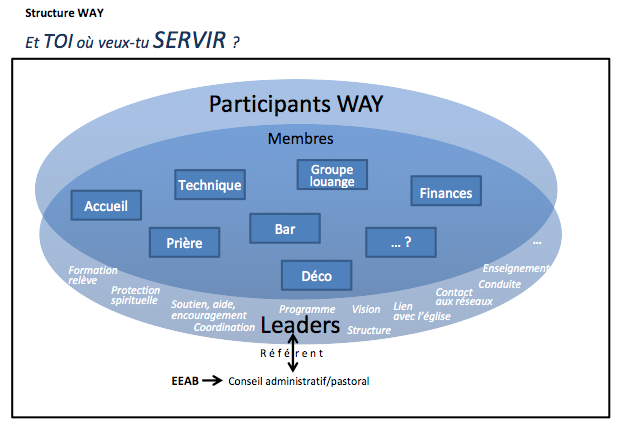 Structure WAY
Et TOI où veux-tu SERVIR ?
Participants WAY
Membres
Groupe
louange
Technique
Finances
Accueil
Bar
Prière
... ?
Déco
...
Formation
relève
Protection
spirituelle
Soutien, aide,
encouragement
Coordination
Programme
Vision
Structure
Lien
avec l'église
Contact
aux réseaux
Conduite
Enseignement
Leaders
Référent
EEAB
Conseil administratif/pastoral